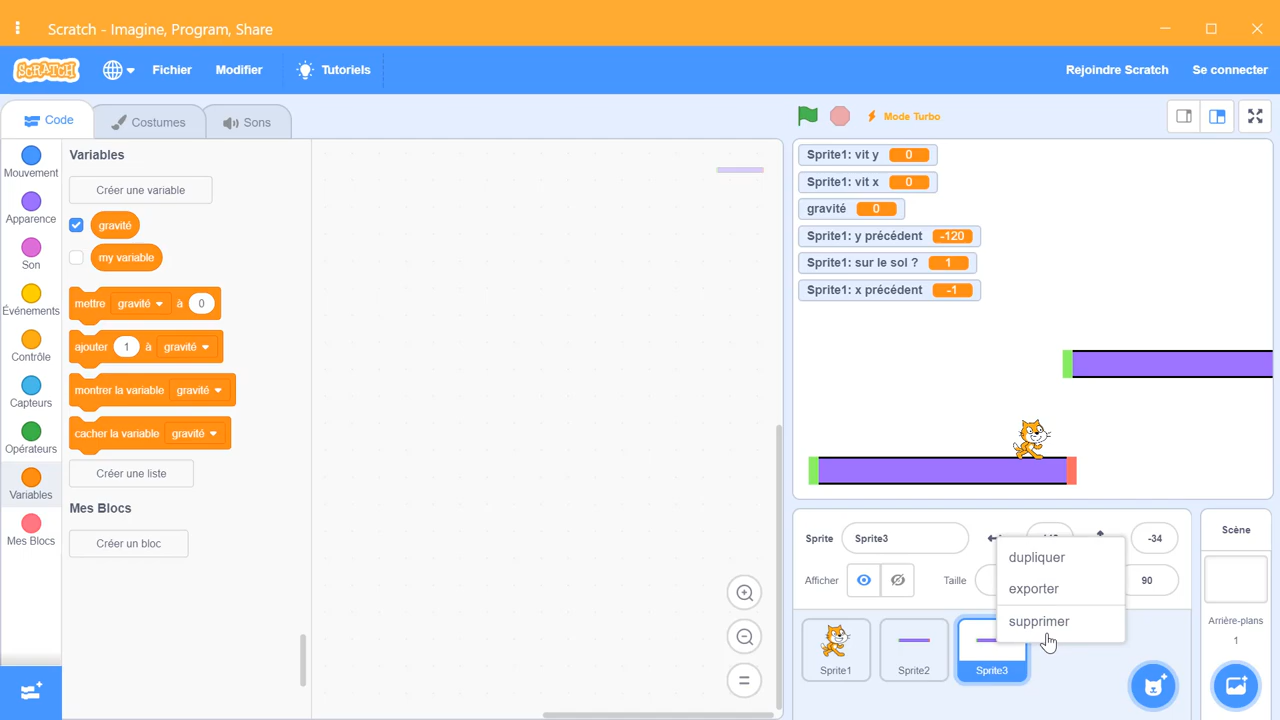 Scratch - Imagine, Program, Share
SCRATCH
Fichier
Modifier
Tutoriels
Rejoindre Scratch
Se connecter
Code
Costumes
Sons
Mode Turbo
Mouvement
Apparence
Son
Événements
Contrôle
Capteurs
Opérateurs
Variables
Mes Blocs
Variables
Créer une variable
gravité
my variable
mettre gravité à 0
ajouter 1 à gravité
montrer la variable gravité
cacher la variable gravité
Créer une liste
Mes Blocs
Créer un bloc
Sprite1: vit y 0
Sprite1: vit x 0
gravité 0
Sprite1: y précédent -120
Sprite1: sur le sol ? 1
Sprite1: x précédent -1
Sprite Sprite3 -34
Afficher Taille 90
dupliquer
exporter
supprimer
Sprite1
Sprite2
Sprite3
Scène
Arrière-plans
1